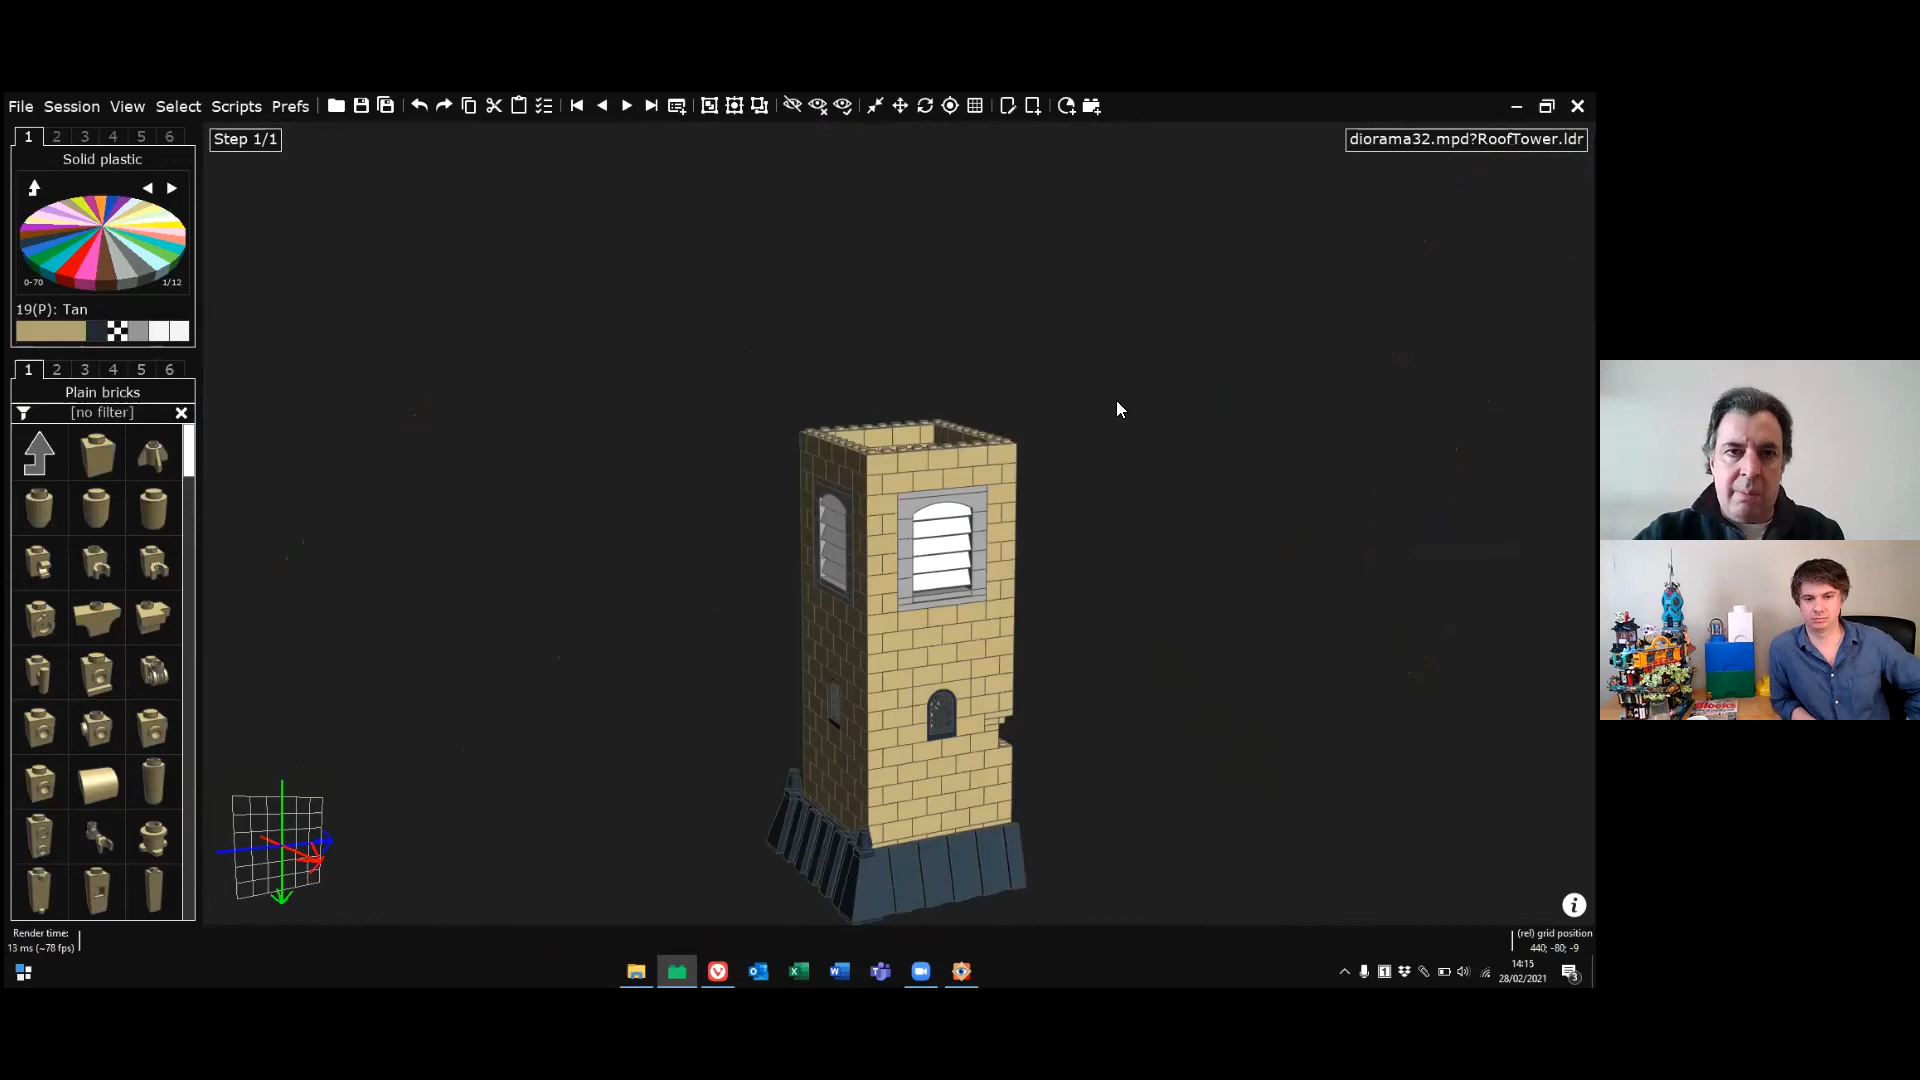 File Session View Select Scripts Prefs
1 2 3 4 5 6
Step 1/1
diorama32.mpd?RoofTower.ldr
Solid plastic
0-70
1/12
19(P): Tan
1 2 3 4 5 6
Plain bricks
[no filter]
Render time:
13 ms (~78 fps)
(rel) grid position
440; -80; -9
14:15
28/02/2021
3
Blocks